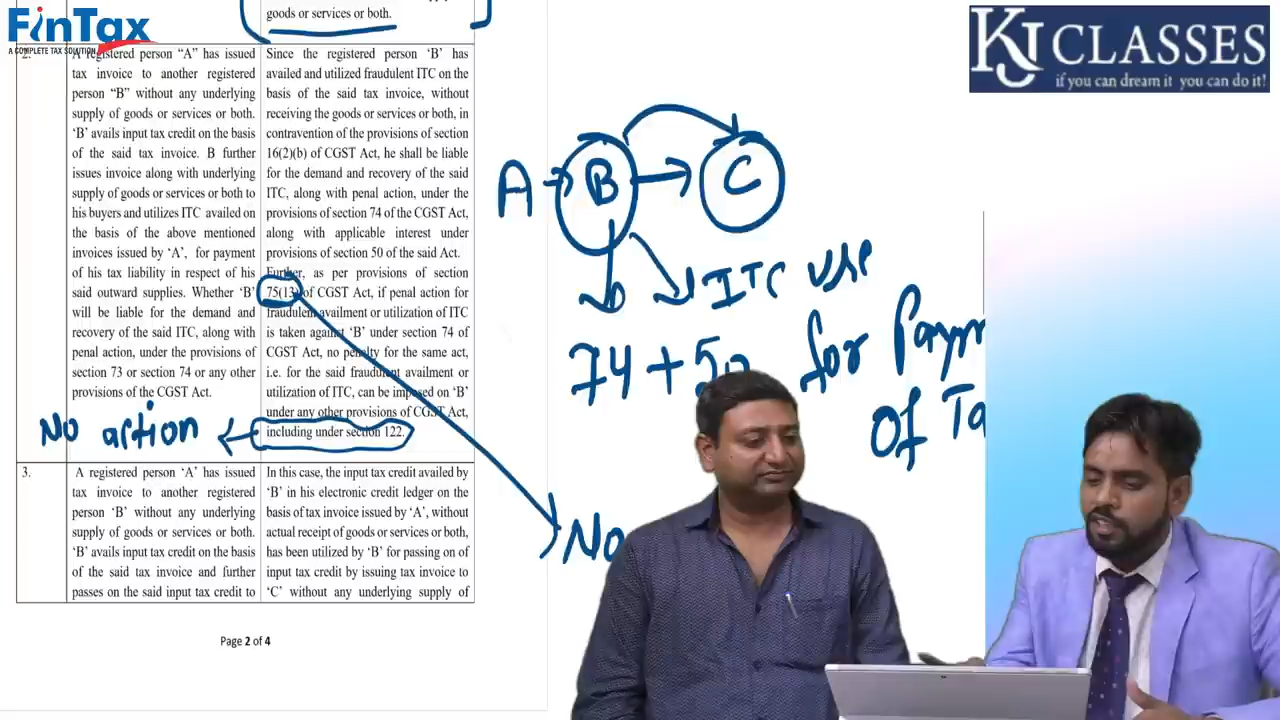 FinTax
A COMPLETE TAX SOLUTION
KJ CLASSES
if you can dream it you can do it!
goods or services or both.
2.
A registered person "A" has issued
tax invoice to another registered
person "B" without any underlying
supply of goods or services or both.
'B' avails input tax credit on the basis
of the said tax invoice. B further
issues invoice along with underlying
supply of goods or services or both to
his buyers and utilizes ITC availed on
the basis of the above mentioned
invoices issued by 'A', for payment
of his tax liability in respect of his
said outward supplies. Whether 'B'
will be liable for the demand and
recovery of the said ITC, along with
penal action, under the provisions of
section 73 or section 74 or any other
provisions of the CGST Act.
Since the registered person 'B' has
availed and utilized fraudulent ITC on the
basis of the said tax invoice, without
receiving the goods or services or both, in
contravention of the provisions of section
16(2)(b) of CGST Act, he shall be liable
for the demand and recovery of the said
ITC, along with penal action, under the
provisions of section 74 of the CGST Act,
along with applicable interest under
provisions of section 50 of the said Act.
Further, as per provisions of section
75(13) of CGST Act, if penal action for
fraudulent availment or utilization of ITC
is taken against 'B' under section 74 of
CGST Act, no penalty for the same act,
i.e. for the said fraudulent availment or
utilization of ITC, can be imposed on 'B'
under any other provisions of CGST Act,
including under section 122.
No action
A B C
ITC use
74 + 50 for Paym
of Ta
No
3.
A registered person 'A' has issued
tax invoice to another registered
person 'B' without any underlying
supply of goods or services or both.
'B' avails input tax credit on the basis
of the said tax invoice and further
passes on the said input tax credit to
In this case, the input tax credit availed by
'B' in his electronic credit ledger on the
basis of tax invoice issued by 'A', without
actual receipt of goods or services or both,
has been utilized by 'B' for passing on of
input tax credit by issuing tax invoice to
'C' without any underlying supply of
Page 2 of 4